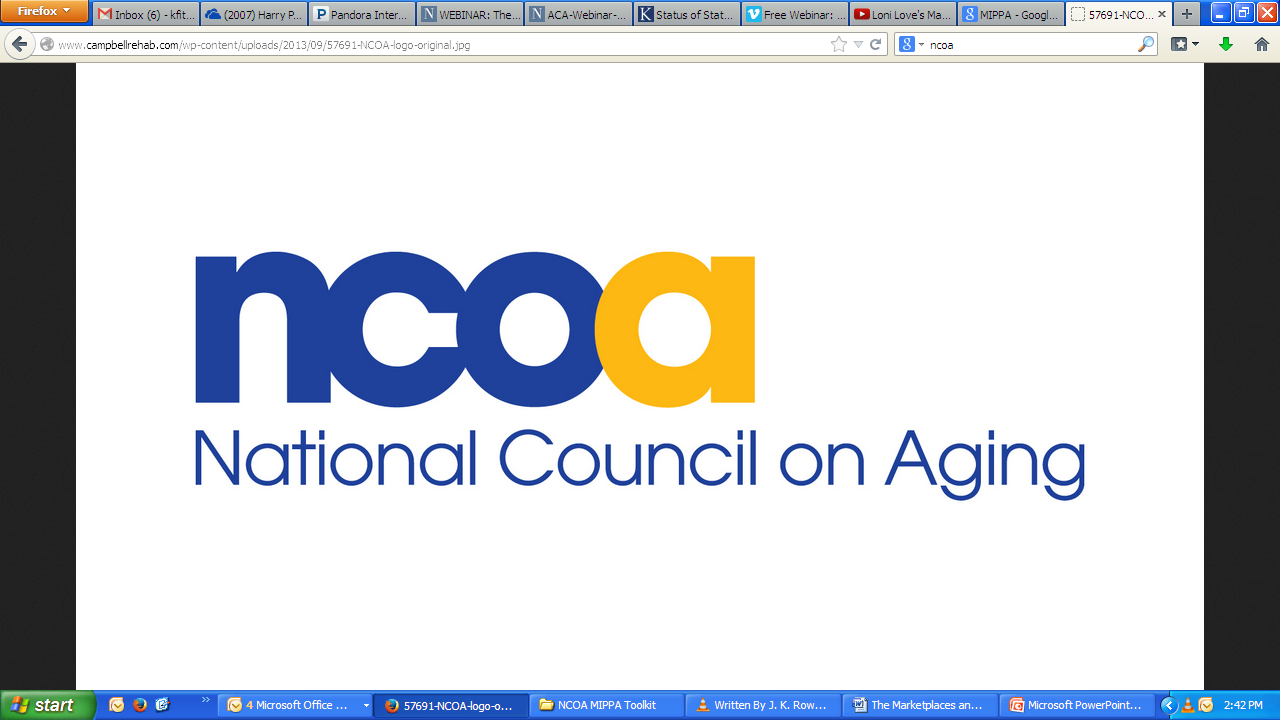 Firefox
Inbox (6) - kfit...
(2007) Harry P...
Pandora Inter...
WEBINAR: The...
ACA-Webinar-...
Status of Stat...
Free Webinar: ...
Loni Love's Ma...
MIPPA - Googl...
57691-NCO...
www.campbellrehab.com/wp-content/uploads/2013/09/57691-NCOA-logo-original.jpg
ncoa
ncoa
National Council on Aging
start
4 Microsoft Office ...
57691-NCOA-logo-o...
NCOA MIPPA Toolkit
Written By J. K. Row...
The Marketplaces an...
Microsoft PowerPoint...
2:42 PM